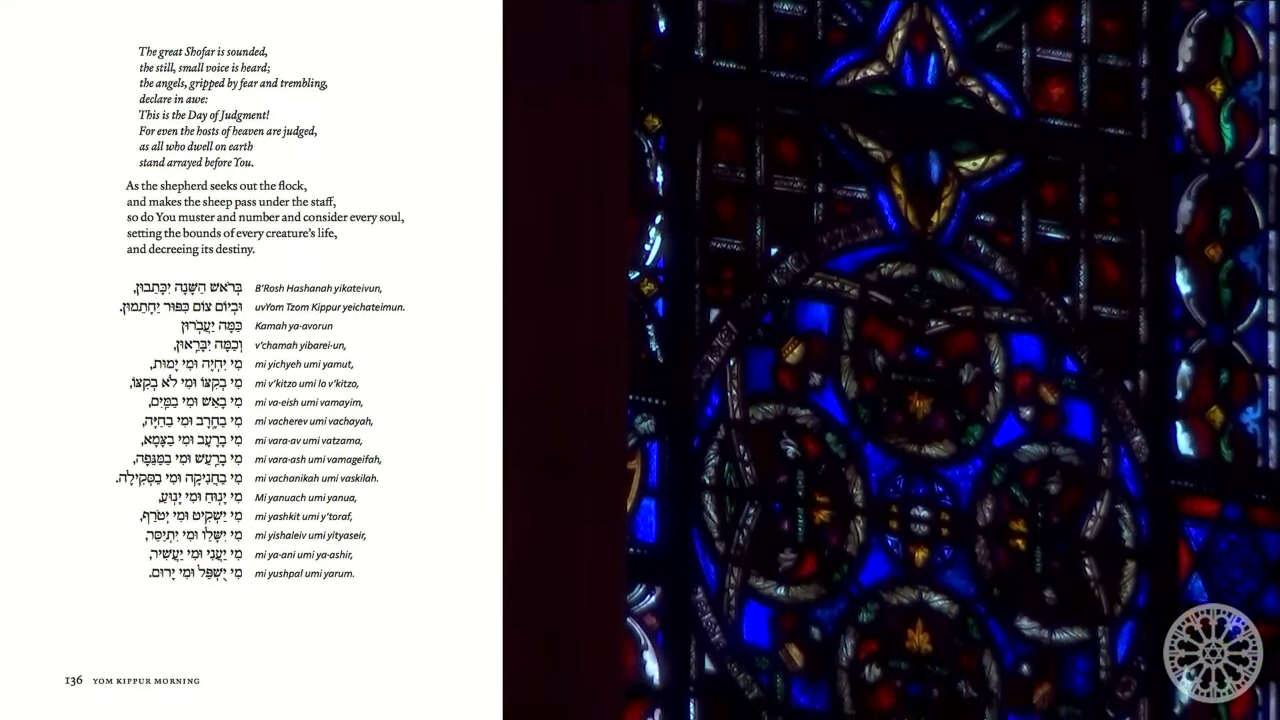 The great Shofar is sounded,
the still, small voice is heard;
the angels, gripped by fear and trembling,
declare in awe:
This is the Day of Judgment!
For even the hosts of heaven are judged,
as all who dwell on earth
stand arrayed before You.
As the shepherd seeks out the flock,
and makes the sheep pass under the staff,
so do You muster and number and consider every soul,
setting the bounds of every creature’s life,
and decreeing its destiny.
בְּרֹאשׁ הַשָּׁנָה יִכָּתֵבוּן, B’Rosh Hashanah yikateivun,
וּבְיוֹם צוֹם כִּפּוּר יֵחָתֵמוּן. uvYom Tzom Kippur yeichateimun.
כַּמָּה יַעַבְרוּן Kamah ya·avorun
וְכַמָּה יִבָּרֵאוּן, v’chamah yibarei·un,
מִי יִחְיֶה וּמִי יָמוּת, mi yichyeh umi yamut,
מִי בְקִצּוֹ וּמִי לֹא בְקִצּוֹ, mi v’kitzo umi lo v’kitzo,
מִי בָאֵשׁ וּמִי בַמַּיִם, mi va-eish umi vamayim,
מִי בַחֶרֶב וּמִי בַחַיָּה, mi vacherev umi vachayah,
מִי בָרָעָב וּמִי בַצָּמָא, mi vara·av umi vatzama,
מִי בָרַעַשׁ וּמִי בַמַּגֵּפָה, mi vara·ash umi vamageifah,
מִי בַחֲנִיקָה וּמִי בַסְּקִילָה. mi vachanikah umi vaskilah.
מִי יָנוּחַ וּמִי יָנוּעַ, Mi yanuach umi yanua,
מִי יַשְׁקִיט וּמִי יְטֹרַף, mi yashkit umi y’toraf,
מִי יִשָּׁלֵו וּמִי יִתְיַסַּר, mi yishaleiv umi yityaseir,
מִי יַעֲנִי וּמִי יַעֲשִׁיר, mi ya·ani umi ya·ashir,
מִי יֻשְׁפַּל וּמִי יָרוּם. mi yushpal umi yarum.
136 YOM KIPPUR MORNING